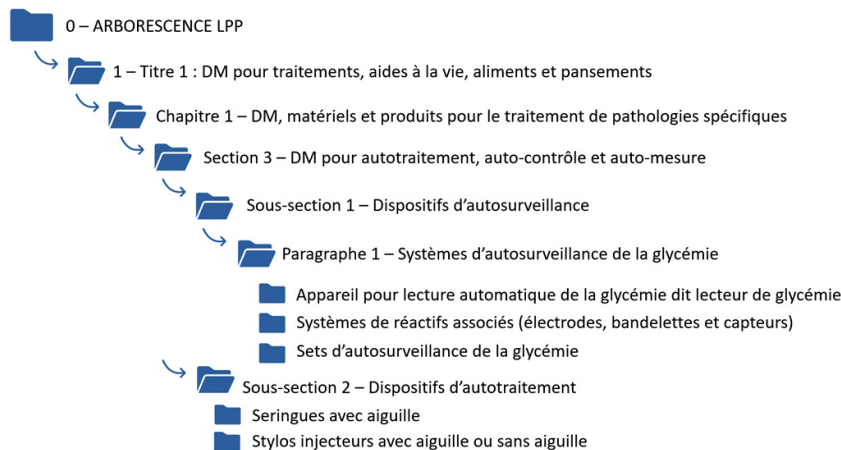 0 – ARBORESCENCE LPP
1 – Titre 1 : DM pour traitements, aides à la vie, aliments et pansements
Chapitre 1 – DM, matériels et produits pour le traitement de pathologies spécifiques
Section 3 – DM pour autotraitement, auto-contrôle et auto-mesure
Sous-section 1 – Dispositifs d’autosurveillance
Paragraphe 1 – Systèmes d’autosurveillance de la glycémie
Appareil pour lecture automatique de la glycémie dit lecteur de glycémie
Systèmes de réactifs associés (électrodes, bandelettes et capteurs)
Sets d’autosurveillance de la glycémie
Sous-section 2 – Dispositifs d’autotraitement
Seringues avec aiguille
Stylos injecteurs avec aiguille ou sans aiguille